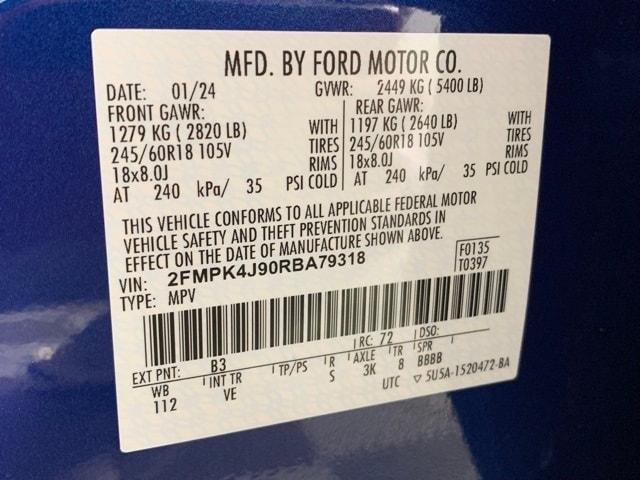 MFD. BY FORD MOTOR CO.
DATE: 01/24 GVWR: 2449 KG (5400 LB)
FRONT GAWR: REAR GAWR:
1279 KG (2820 LB) WITH 1197 KG (2640 LB) WITH
245/60R18 105V TIRES 245/60R18 105V TIRES
18x8.0J RIMS 18x8.0J RIMS
AT 240 kPa/ 35 PSI COLD AT 240 kPa/ 35 PSI COLD
THIS VEHICLE CONFORMS TO ALL APPLICABLE FEDERAL MOTOR
VEHICLE SAFETY AND THEFT PREVENTION STANDARDS IN
EFFECT ON THE DATE OF MANUFACTURE SHOWN ABOVE.
VIN: 2FMPK4J90RBA79318 F0135
TYPE: MPV T0397
EXT PNT: B3 RC: 72 DSO:
WB INT TR TP/PS R AXLE TR SPR
112 VE S 3K 8 BBBB
UTC ▽ 5U5A-1520472-BA